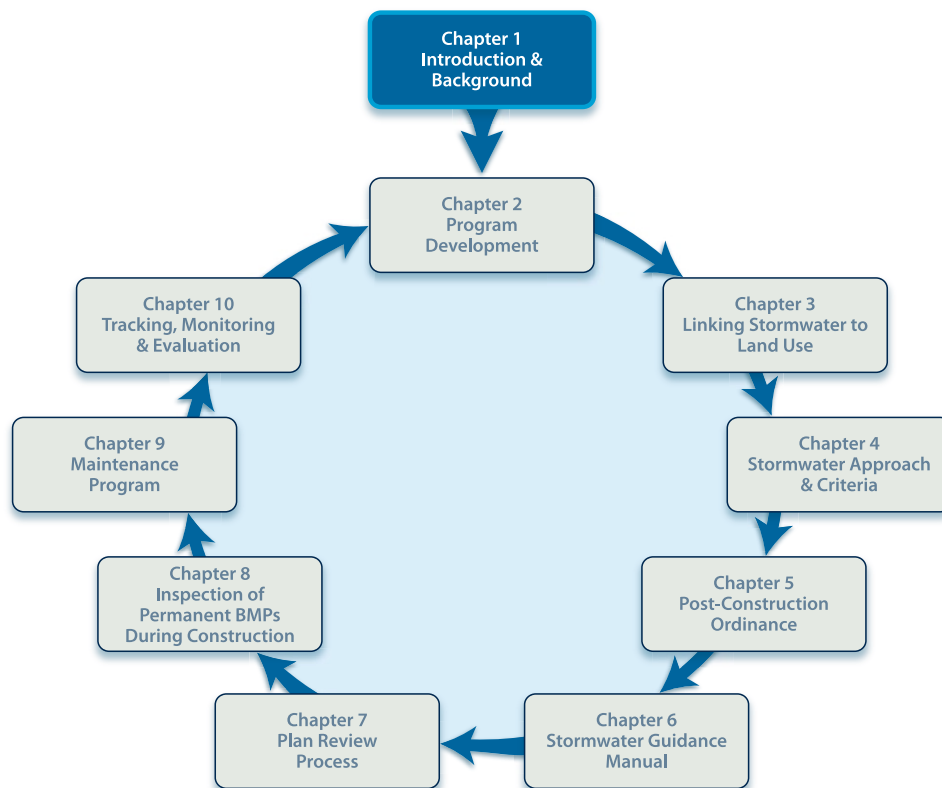 Chapter 1
Introduction &
Background
Chapter 2
Program
Development
Chapter 3
Linking Stormwater to
Land Use
Chapter 4
Stormwater Approach
& Criteria
Chapter 5
Post-Construction
Ordinance
Chapter 6
Stormwater Guidance
Manual
Chapter 7
Plan Review
Process
Chapter 8
Inspection of
Permanent BMPs
During Construction
Chapter 9
Maintenance
Program
Chapter 10
Tracking, Monitoring
& Evaluation